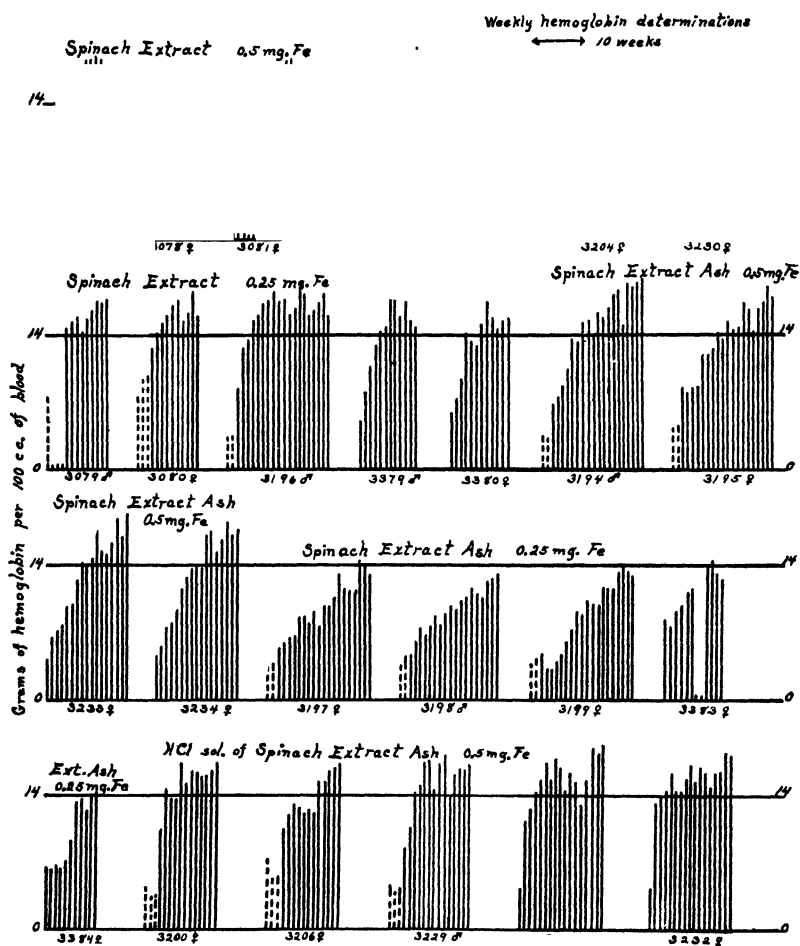 Weekly hemoglobin determinations
10 weeks
Spinach Extract 0.5 mg. Fe
14
3081♀
3204♀ 3230♀
Spinach Extract 0.25 mg. Fe
Spinach Extract Ash 0.5 mg. Fe
14 14
Grams of hemoglobin per 100 cc. of blood
0 0
3079♂ 3080♀ 3196♂ 3379♂ 3380♀ 3194♂ 3195♀
Spinach Extract Ash
0.5 mg. Fe
Spinach Extract Ash 0.25 mg. Fe
14 14
0 0
3233♀ 3234♀ 3197♀ 3198♂ 3199♀ 3383♀
HCl sol. of Spinach Extract Ash 0.5 mg. Fe
Ext. Ash
0.25 mg. Fe
14 14
0 0
3384♀ 3200♀ 3206♀ 3229♂ 3232♀